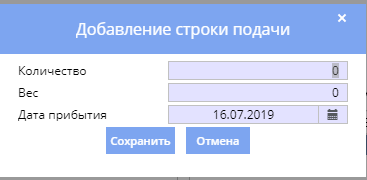 Добавление строки подачи ×
Количество 0
Вес 0
Дата прибытия 16.07.2019
Сохранить Отмена